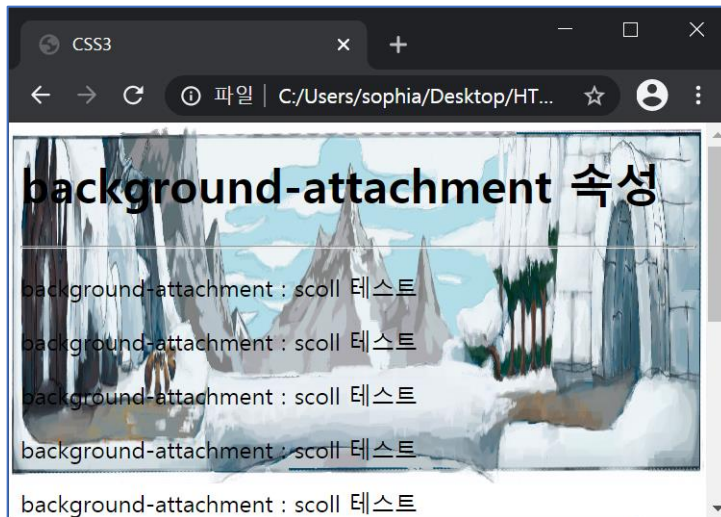 CSS3
파일 C:/Users/sophia/Desktop/HT...
background-attachment 속성
background-attachment : scoll 테스트
background-attachment : scoll 테스트
background-attachment : scoll 테스트
background-attachment : scoll 테스트
background-attachment : scoll 테스트